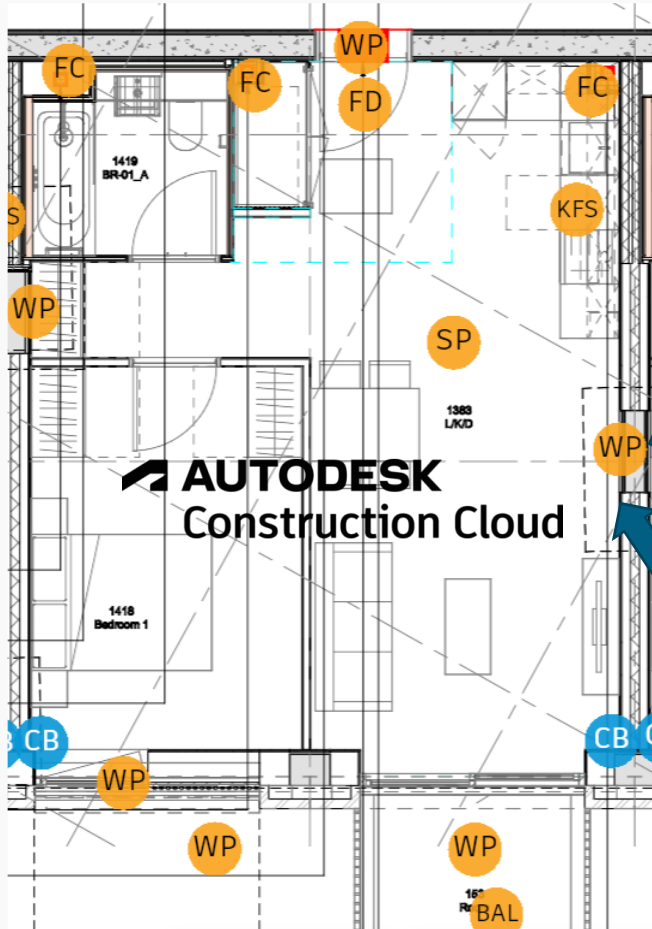 WP
FC
FC
FC
FD
1419
BR-01_A
KFS
S
WP
SP
1383
L/K/D
WP
AUTODESK
Construction Cloud
1418
Bedroom 1
CB
CB
WP
WP
WP
BAL